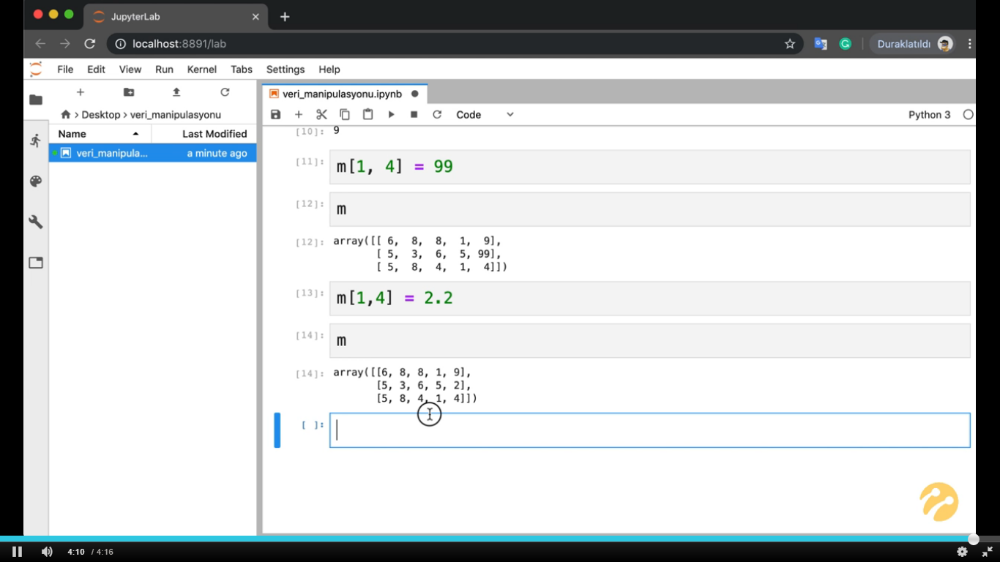 JupyterLab
localhost:8891/lab
Duraklatıldı
File Edit View Run Kernel Tabs Settings Help
veri_manipulasyonu.ipynb
Desktop > veri_manipulasyonu
Code
Python 3
Name Last Modified
veri_manipula... a minute ago
[10]: 9
[11]: m[1, 4] = 99
[12]: m
[12]: array([[ 6, 8, 8, 1, 9],
[ 5, 3, 6, 5, 99],
[ 5, 8, 4, 1, 4]])
[13]: m[1,4] = 2.2
[14]: m
[14]: array([[6, 8, 8, 1, 9],
[5, 3, 6, 5, 2],
[5, 8, 4, 1, 4]])
[ ]:
4:10 / 4:16